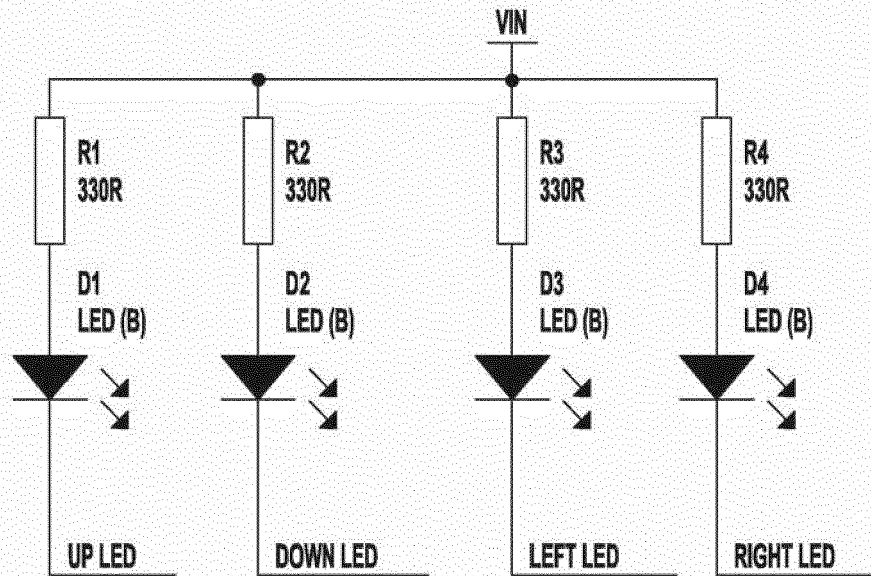 VIN
R1
330R
R2
330R
R3
330R
R4
330R
D1
LED (B)
D2
LED (B)
D3
LED (B)
D4
LED (B)
UP LED
DOWN LED
LEFT LED
RIGHT LED